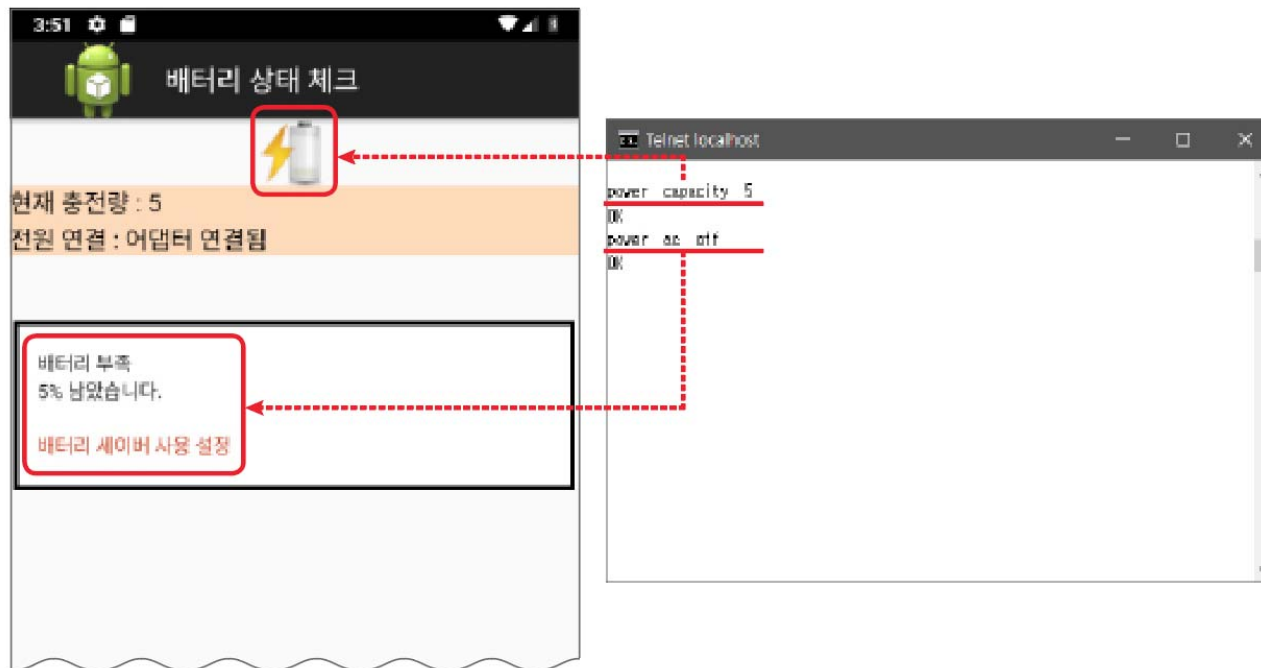 3:51
배터리 상태 체크
현재 충전량 : 5
전원 연결 : 어댑터 연결됨
배터리 부족
5% 남았습니다.
배터리 세이버 사용 설정
Telnet localhost
power capacity 5
OK
power ac off
OK